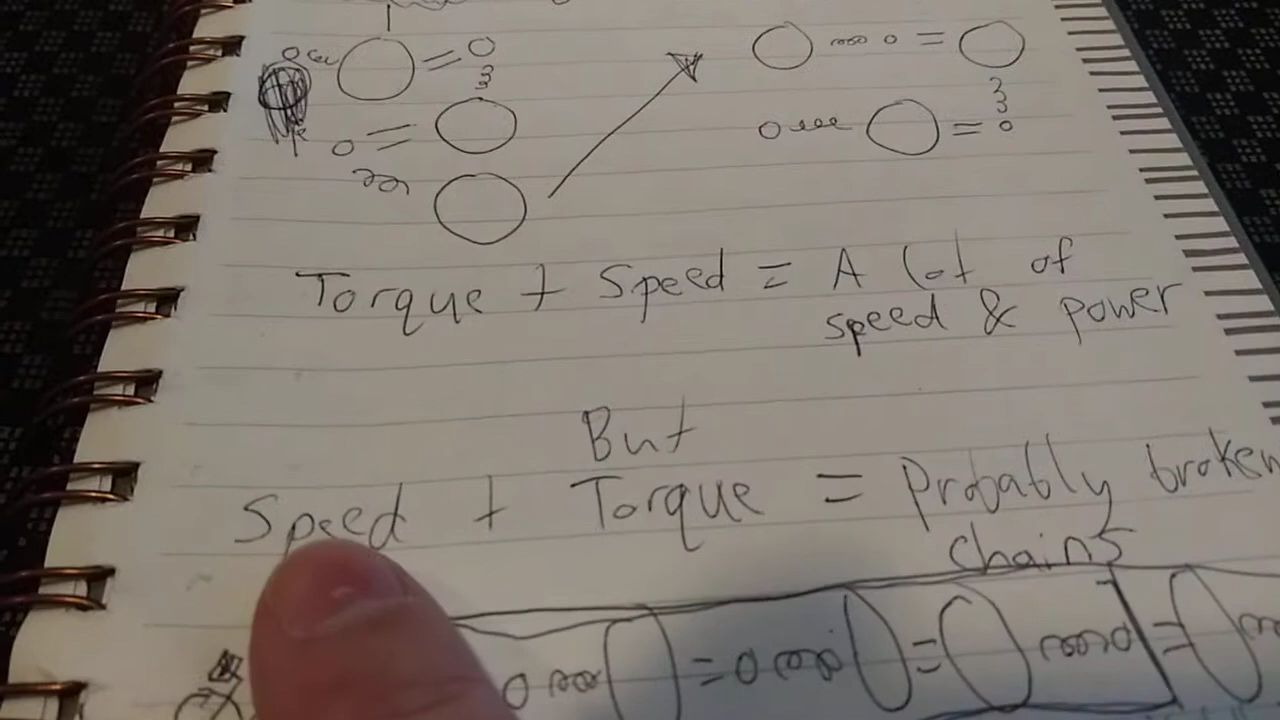 Torque + Speed = A lot of
speed & power
But
Speed + Torque = Probably broken
chains